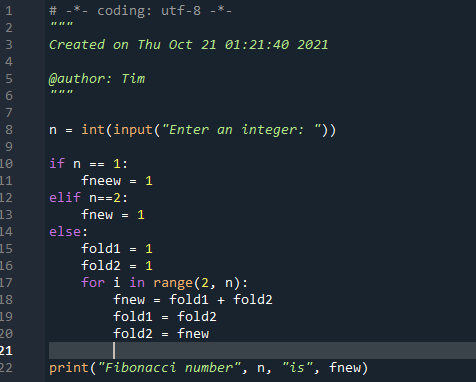 1 # -*- coding: utf-8 -*-
2 """
3 Created on Thu Oct 21 01:21:40 2021
4
5 @author: Tim
6 """
7
8 n = int(input("Enter an integer: "))
9
10 if n == 1:
11     fneew = 1
12 elif n==2:
13     fnew = 1
14 else:
15     fold1 = 1
16     fold2 = 1
17     for i in range(2, n):
18         fnew = fold1 + fold2
19         fold1 = fold2
20         fold2 = fnew
21
22 print("Fibonacci number", n, "is", fnew)